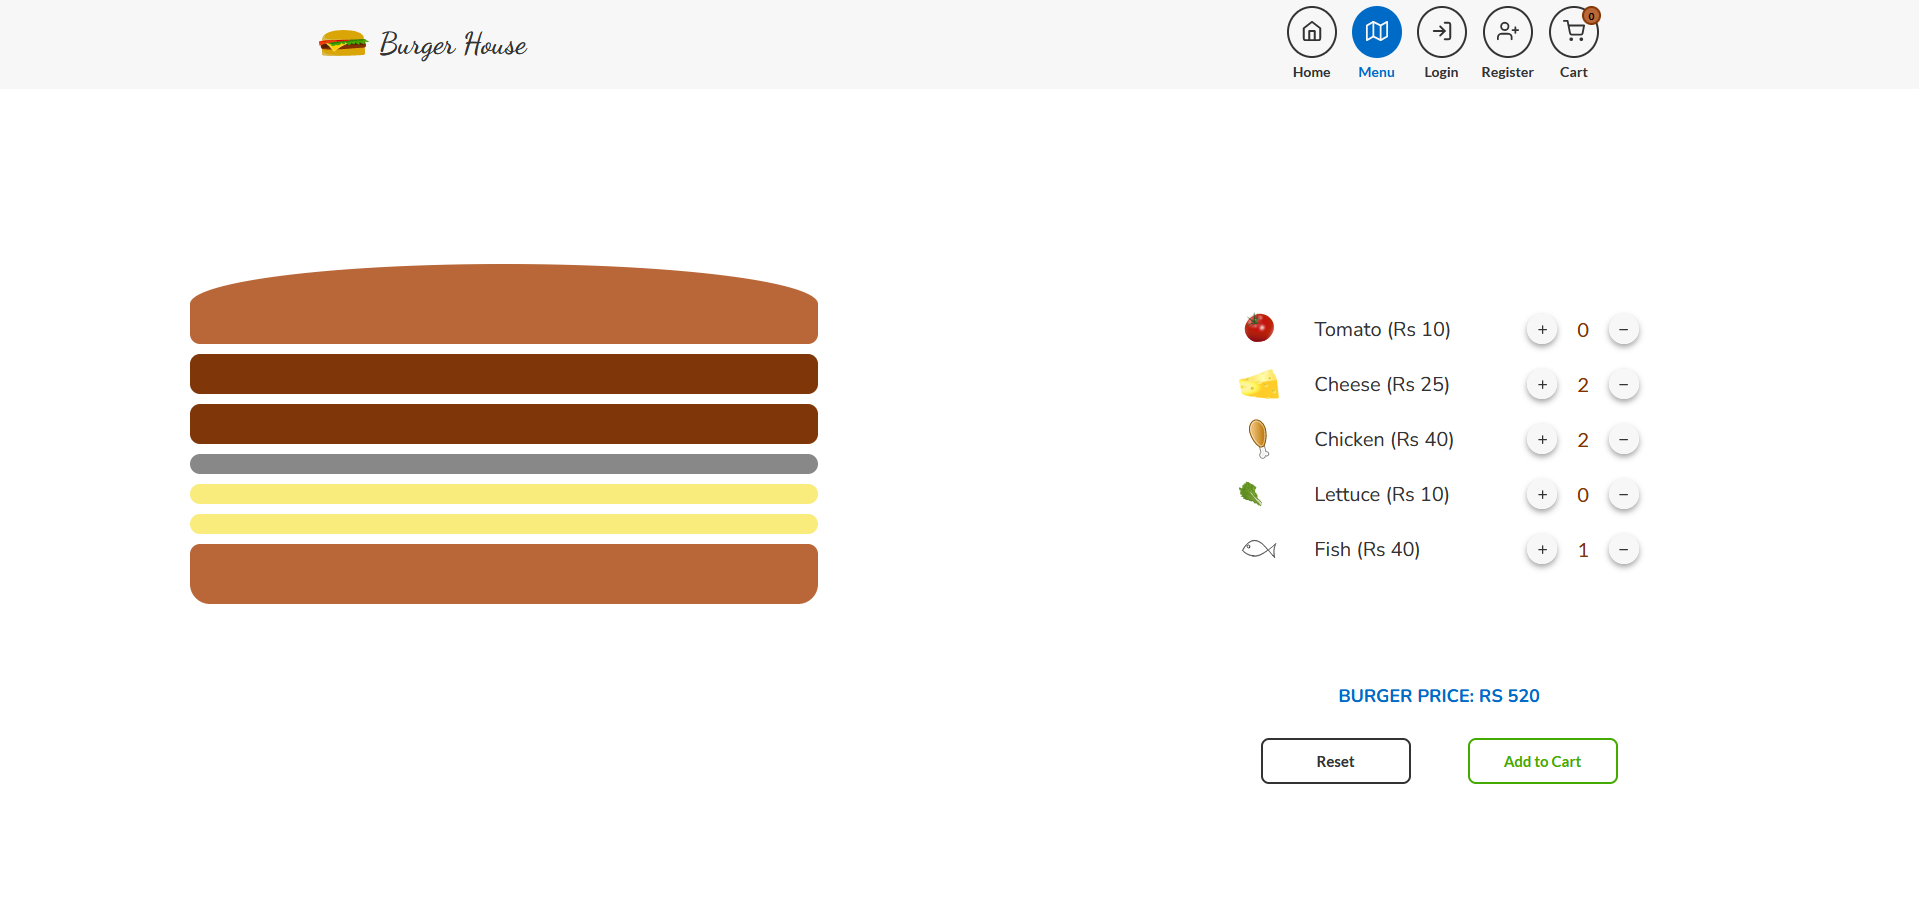 Burger House
0
Home Menu Login Register Cart
Tomato (Rs 10) + 0 −
Cheese (Rs 25) + 2 −
Chicken (Rs 40) + 2 −
Lettuce (Rs 10) + 0 −
Fish (Rs 40) + 1 −
BURGER PRICE: RS 520
Reset Add to Cart